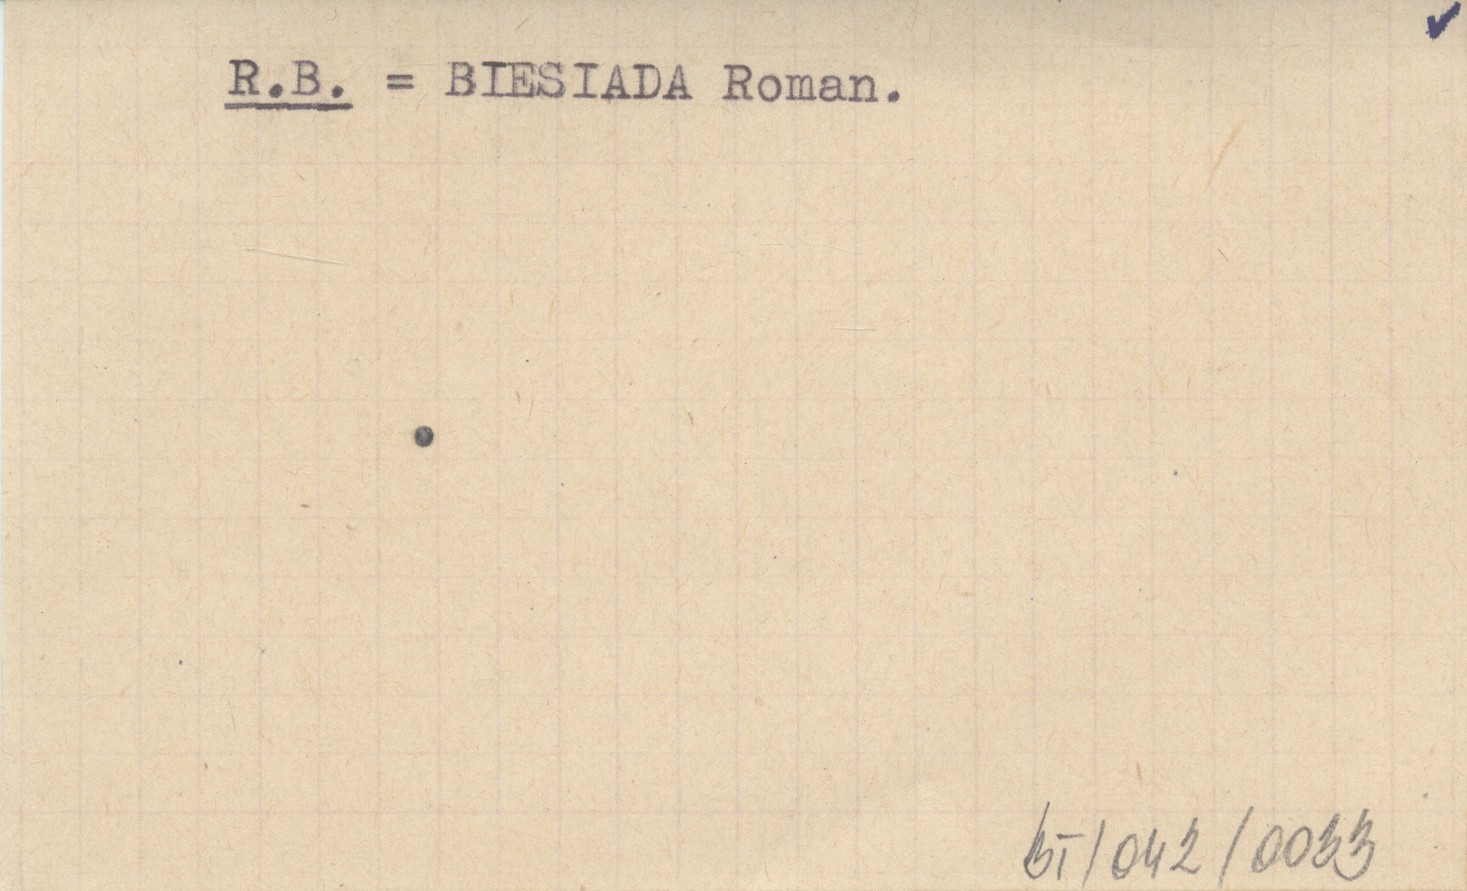 R.B. = BIESIADA Roman.
BI/042/0033